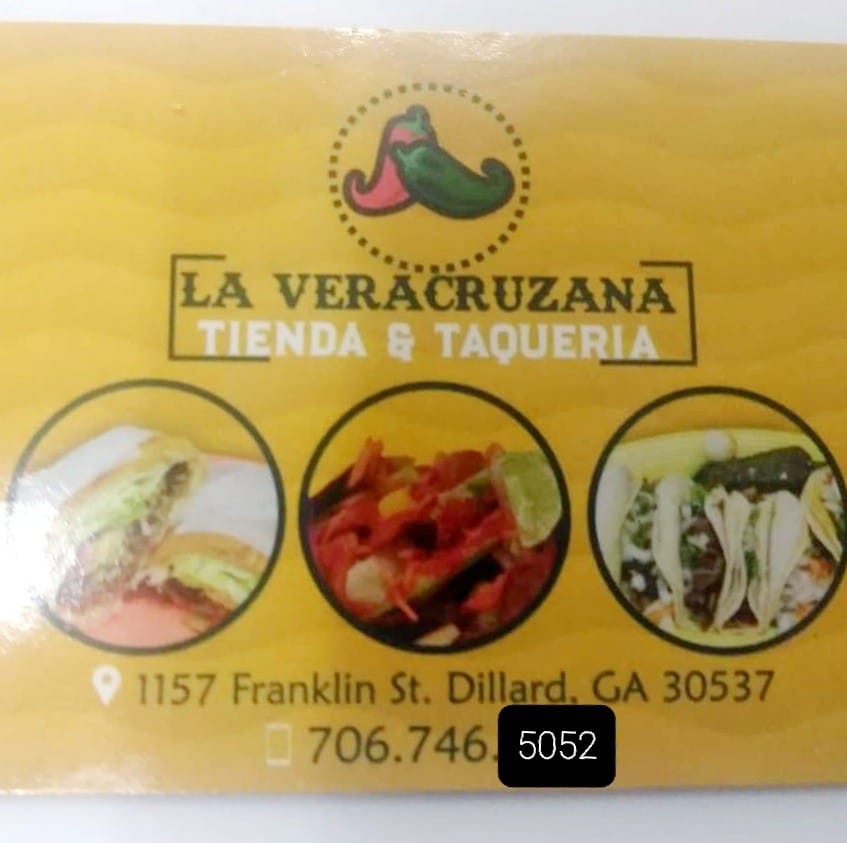 LA VERACRUZANA
TIENDA & TAQUERIA
1157 Franklin St. Dillard, GA 30537
706.746.5052